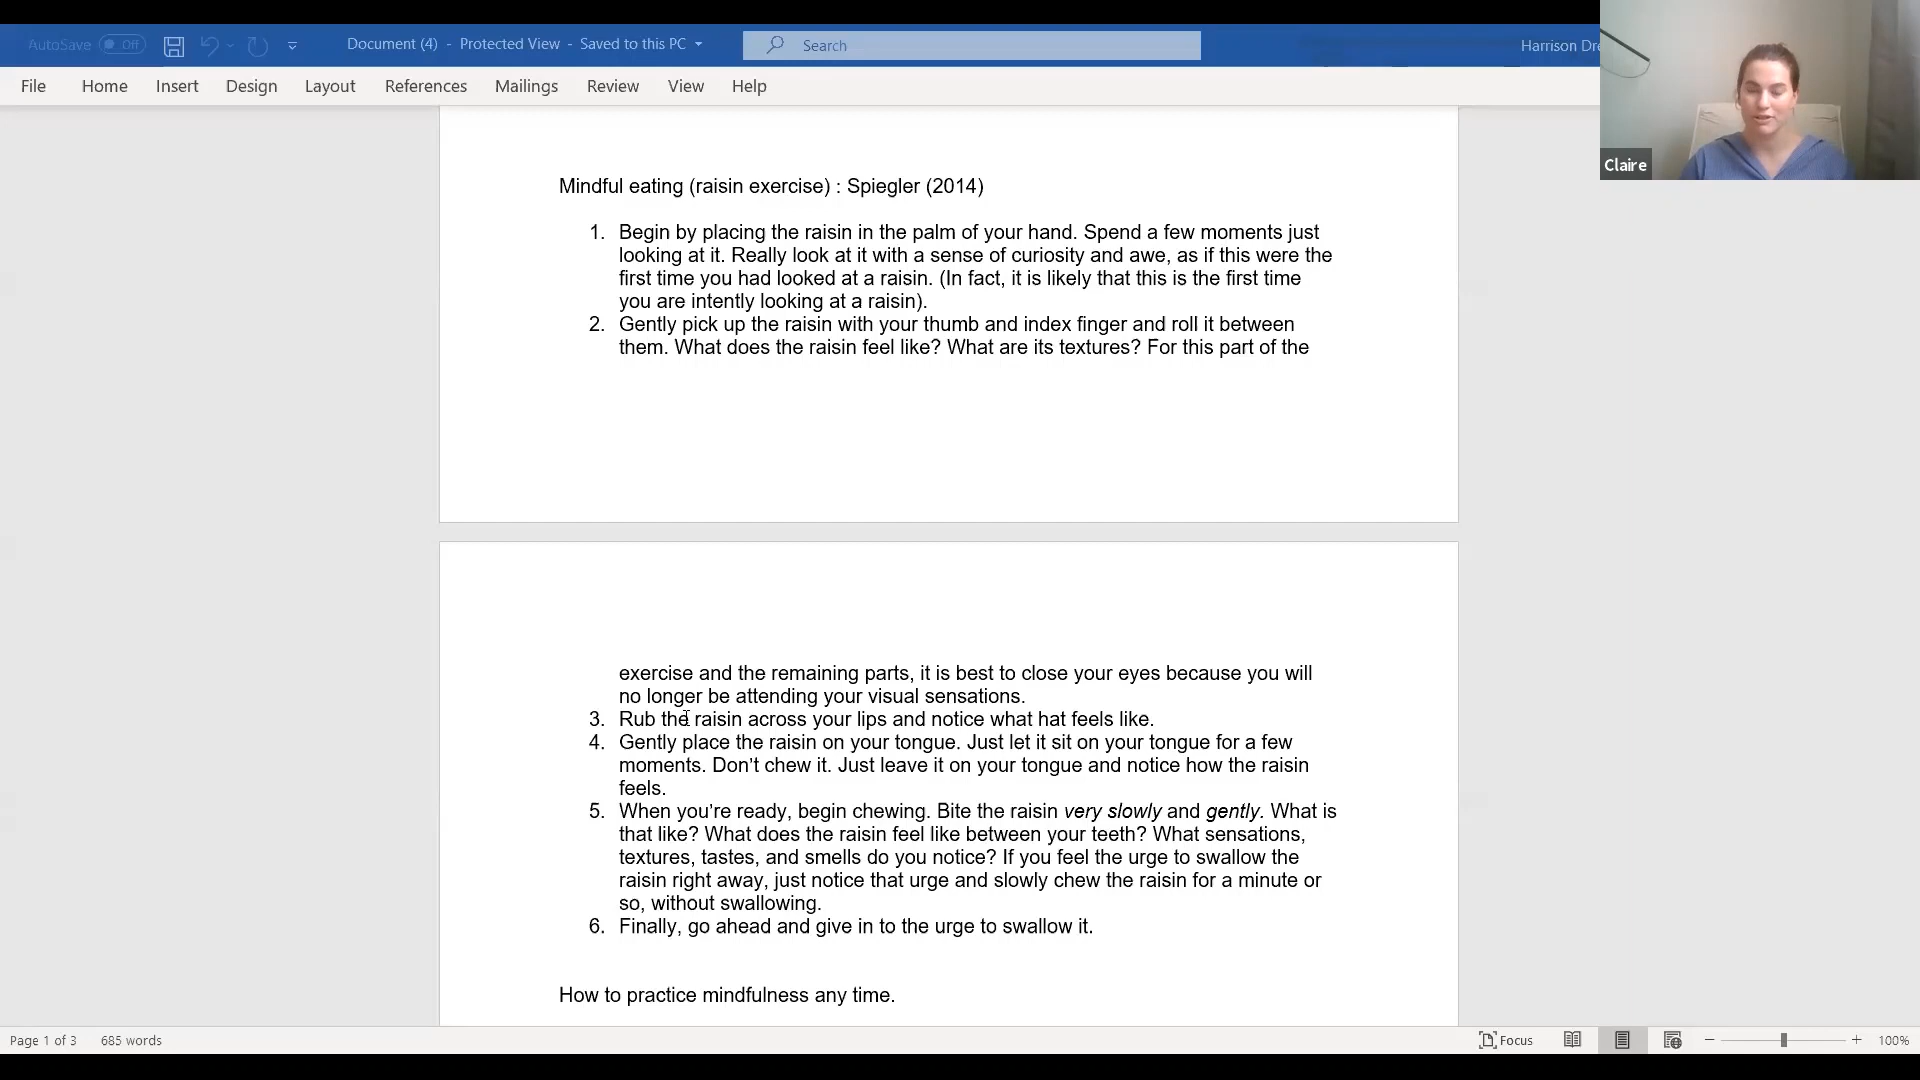 AutoSave Off Document (4) - Protected View - Saved to this PC Search Harrison Dre
File Home Insert Design Layout References Mailings Review View Help
Claire
Mindful eating (raisin exercise) : Spiegler (2014)
1. Begin by placing the raisin in the palm of your hand. Spend a few moments just
looking at it. Really look at it with a sense of curiosity and awe, as if this were the
first time you had looked at a raisin. (In fact, it is likely that this is the first time
you are intently looking at a raisin).
2. Gently pick up the raisin with your thumb and index finger and roll it between
them. What does the raisin feel like? What are its textures? For this part of the
exercise and the remaining parts, it is best to close your eyes because you will
no longer be attending your visual sensations.
3. Rub the raisin across your lips and notice what hat feels like.
4. Gently place the raisin on your tongue. Just let it sit on your tongue for a few
moments. Don’t chew it. Just leave it on your tongue and notice how the raisin
feels.
5. When you’re ready, begin chewing. Bite the raisin very slowly and gently. What is
that like? What does the raisin feel like between your teeth? What sensations,
textures, tastes, and smells do you notice? If you feel the urge to swallow the
raisin right away, just notice that urge and slowly chew the raisin for a minute or
so, without swallowing.
6. Finally, go ahead and give in to the urge to swallow it.
How to practice mindfulness any time.
Page 1 of 3 685 words Focus 100%